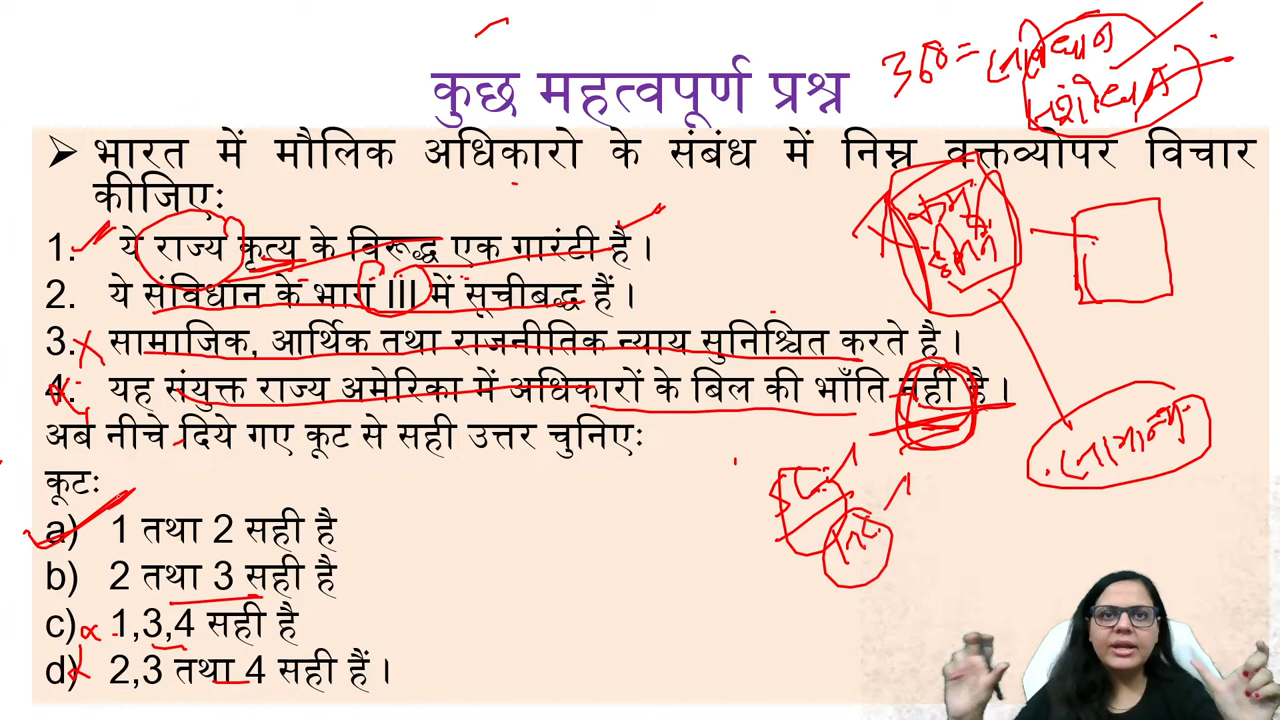 कुछ महत्वपूर्ण प्रश्न
368 = संविधान
संशोधन
➢ भारत में मौलिक अधिकारो के संबंध में निम्न वक्तव्योपर विचार
कीजिएः
1. ये राज्य कृत्य के विरूद्ध एक गारंटी है।
2. ये संविधान के भाग III में सूचीबद्ध हैं।
3. सामाजिक, आर्थिक तथा राजनीतिक न्याय सुनिश्चित करते है।
4. यह संयुक्त राज्य अमेरिका में अधिकारों के बिल की भाँति नही है।
अब नीचे दिये गए कूट से सही उत्तर चुनिएः
सामान्य
कूटः
a) 1 तथा 2 सही है
b) 2 तथा 3 सही है
c) 1,3,4 सही है
d) 2,3 तथा 4 सही हैं।